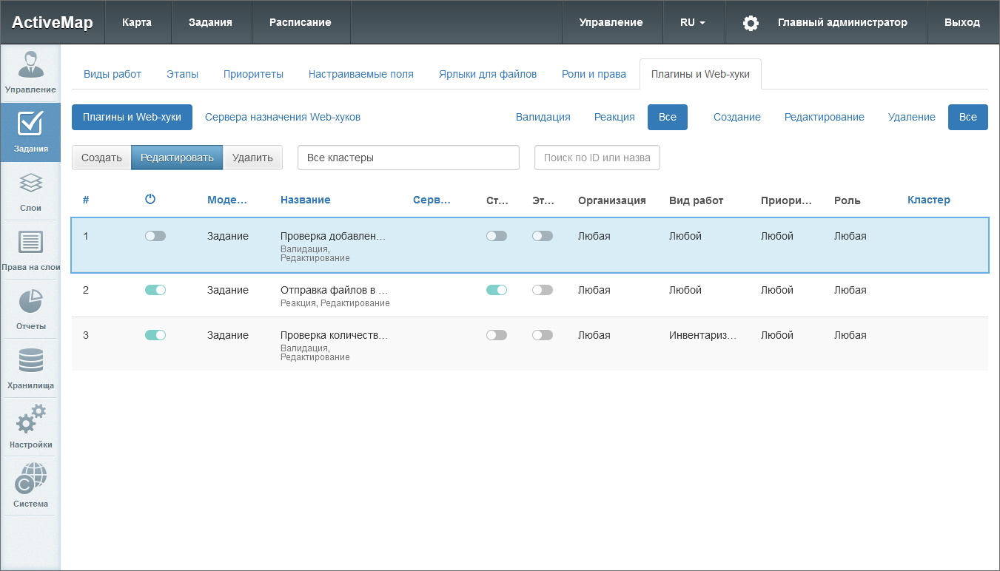 ActiveMap Карта Задания Расписание Управление RU Главный администратор Выход
Управление
Задания
Слои
Права на слои
Отчеты
Хранилища
Настройки
Система
Виды работ Этапы Приоритеты Настраиваемые поля Ярлыки для файлов Роли и права Плагины и Web-хуки
Плагины и Web-хуки Сервера назначения Web-хуков Валидация Реакция Все Создание Редактирование Удаление Все
Создать Редактировать Удалить Все кластеры Поиск по ID или назва
# Моде... Название Серв... Ст... Эт... Организация Вид работ Приори... Роль Кластер
1 Задание Проверка добавлен... Любая Любой Любой Любая
Валидация,
Редактирование
2 Задание Отправка файлов в ... Любая Любой Любой Любая
Реакция, Редактирование
3 Задание Проверка количеств... Любая Инвентариз... Любой Любая
Валидация,
Редактирование